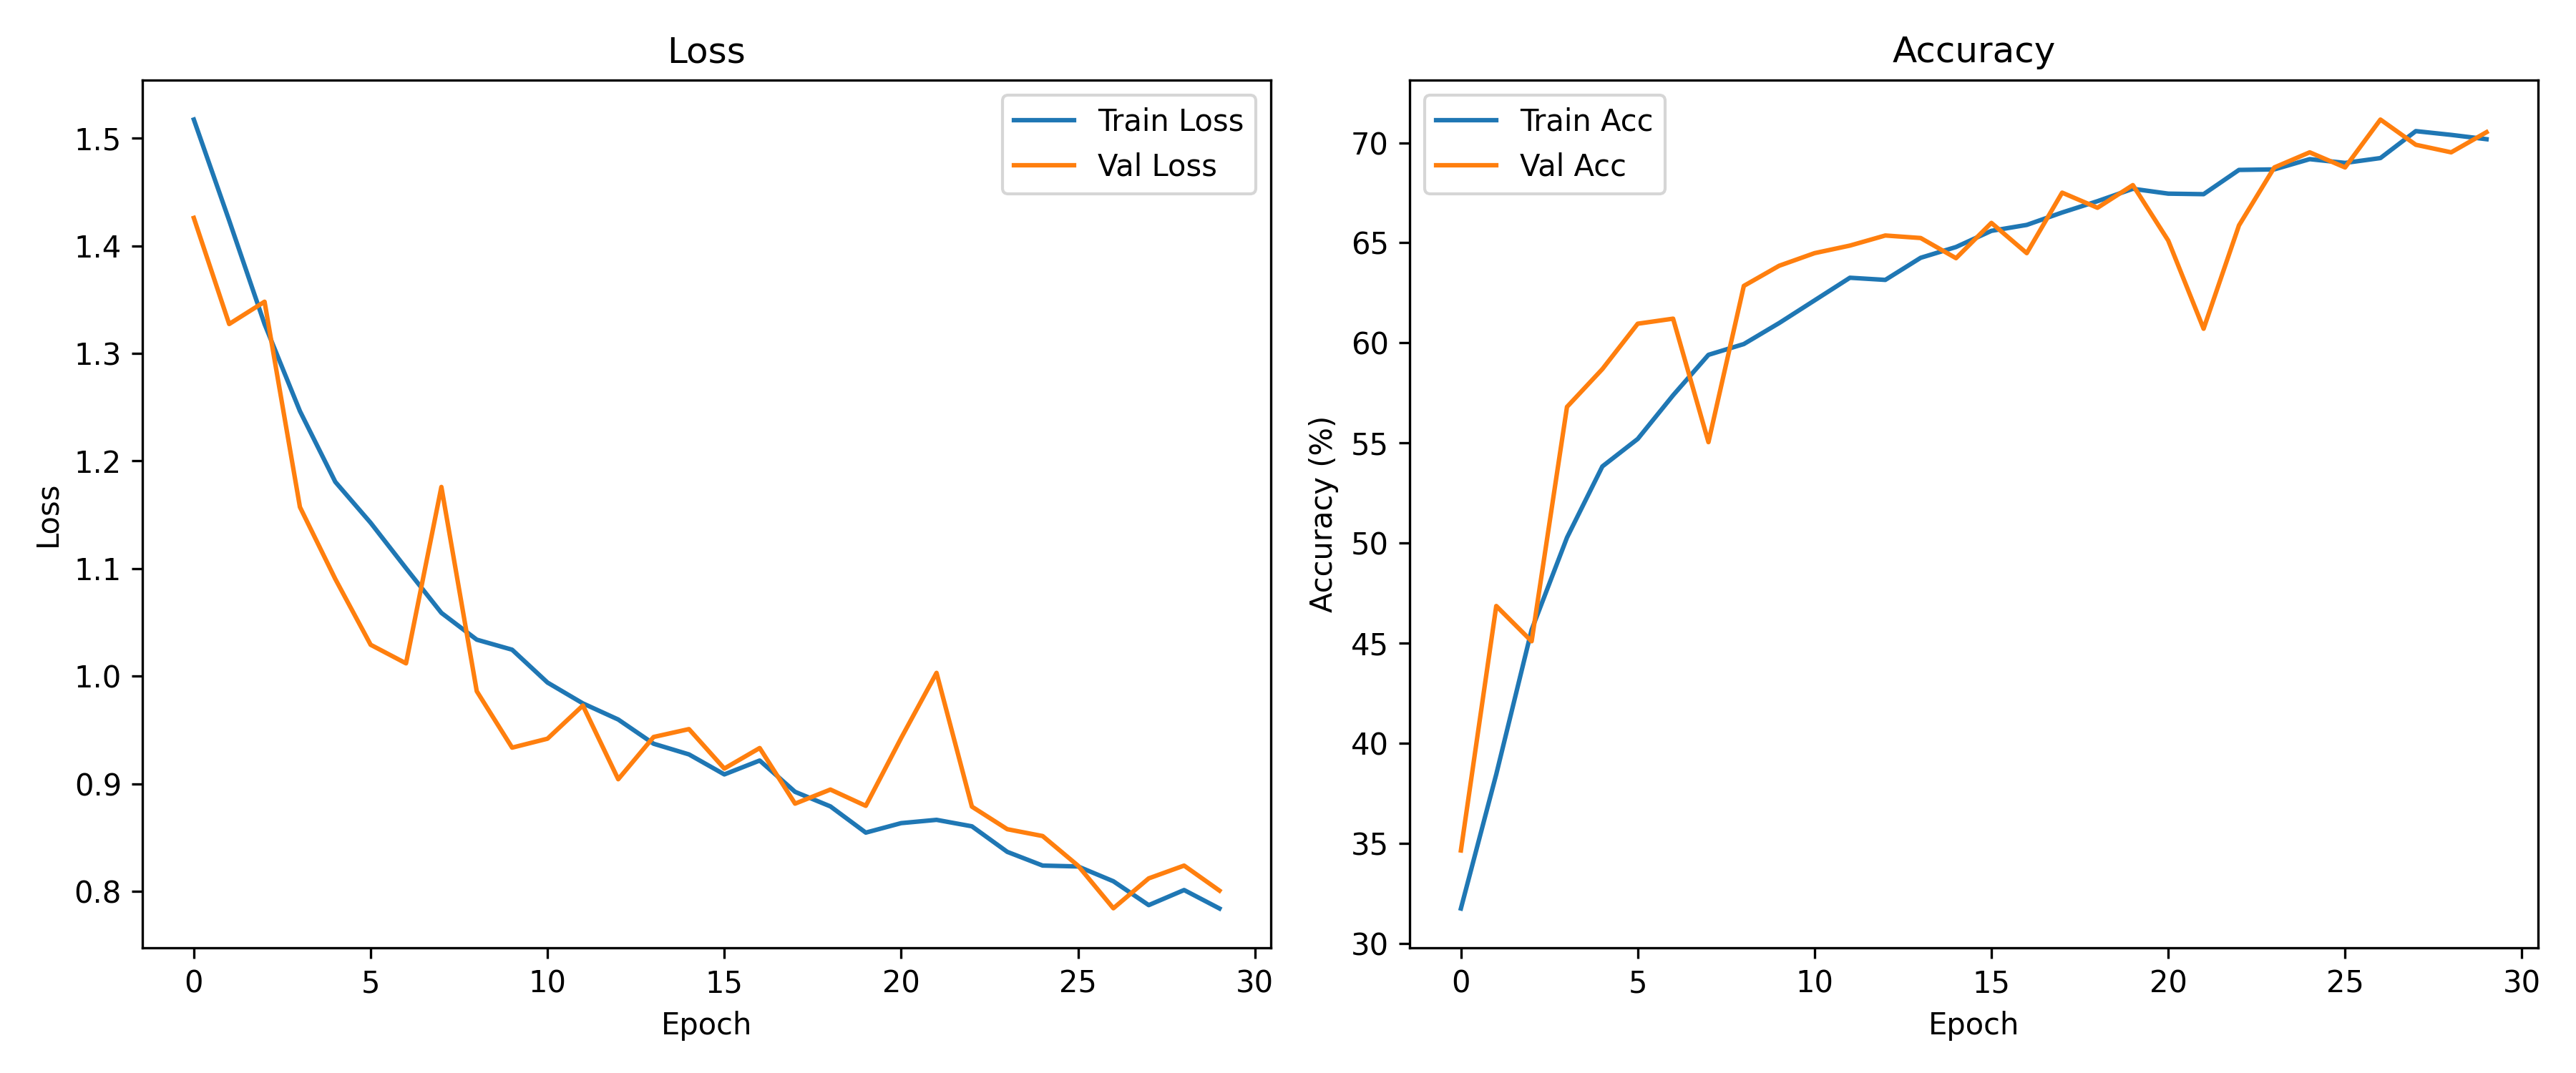 Loss
Train Loss
Val Loss
1.5
1.4
1.3
1.2
1.1
1.0
0.9
0.8
Loss
0 5 10 15 20 25 30
Epoch
Accuracy
Train Acc
Val Acc
70
65
60
55
50
45
40
35
30
Accuracy (%)
0 5 10 15 20 25 30
Epoch